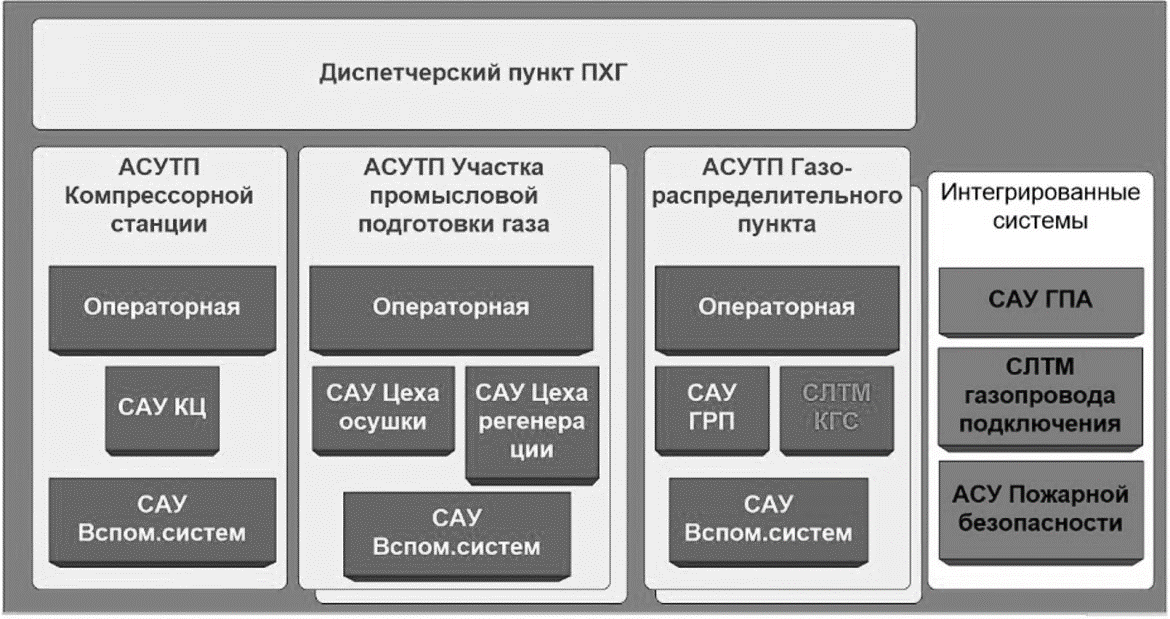 Диспетчерский пункт ПХГ
АСУТП
Компрессорной
станции
Операторная
САУ КЦ
САУ
Вспом.систем
АСУТП Участка
промысловой
подготовки газа
Операторная
САУ Цеха
осушки
САУ Цеха
регенера
ции
САУ
Вспом.систем
АСУТП Газо-
распределительного
пункта
Операторная
САУ
ГРП
СЛТМ
КГС
САУ
Вспом.систем
Интегрированные
системы
САУ ГПА
СЛТМ
газопровода
подключения
АСУ Пожарной
безопасности